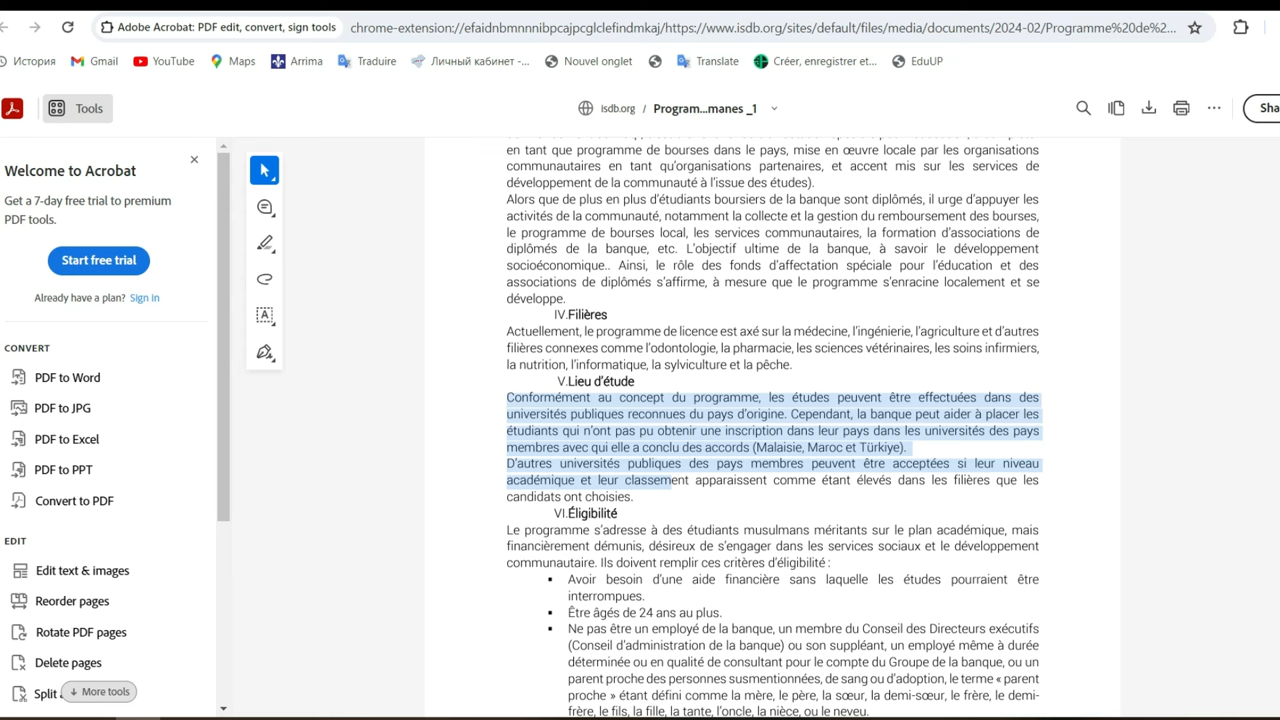 Adobe Acrobat: PDF edit, convert, sign tools
chrome-extension://efaidnbmnnnibpcajpcglclefindmkaj/https://www.isdb.org/sites/default/files/media/documents/2024-02/Programme%20de%2...
История
Gmail
YouTube
Maps
Arrima
Traduire
Личный кабинет -...
Nouvel onglet
Translate
Créer, enregistrer et...
EduUP
Tools
isdb.org / Program...manes _1
Sha
Welcome to Acrobat
Get a 7-day free trial to premium
PDF tools.
Start free trial
Already have a plan? Sign in
CONVERT
PDF to Word
PDF to JPG
PDF to Excel
PDF to PPT
Convert to PDF
EDIT
Edit text & images
Reorder pages
Rotate PDF pages
Delete pages
Split
More tools
en tant que programme de bourses dans le pays, mise en œuvre locale par les organisations
communautaires en tant qu'organisations partenaires, et accent mis sur les services de
développement de la communauté à l'issue des études).
Alors que de plus en plus d'étudiants boursiers de la banque sont diplômés, il urge d'appuyer les
activités de la communauté, notamment la collecte et la gestion du remboursement des bourses,
le programme de bourses local, les services communautaires, la formation d'associations de
diplômés de la banque, etc. L'objectif ultime de la banque, à savoir le développement
socioéconomique.. Ainsi, le rôle des fonds d'affectation spéciale pour l'éducation et des
associations de diplômés s'affirme, à mesure que le programme s'enracine localement et se
développe.
IV.Filières
Actuellement, le programme de licence est axé sur la médecine, l'ingénierie, l'agriculture et d'autres
filières connexes comme l'odontologie, la pharmacie, les sciences vétérinaires, les soins infirmiers,
la nutrition, l'informatique, la sylviculture et la pêche.
V.Lieu d'étude
Conformément au concept du programme, les études peuvent être effectuées dans des
universités publiques reconnues du pays d'origine. Cependant, la banque peut aider à placer les
étudiants qui n'ont pas pu obtenir une inscription dans leur pays dans les universités des pays
membres avec qui elle a conclu des accords (Malaisie, Maroc et Türkiye).
D'autres universités publiques des pays membres peuvent être acceptées si leur niveau
académique et leur classement apparaissent comme étant élevés dans les filières que les
candidats ont choisies.
VI.Éligibilité
Le programme s'adresse à des étudiants musulmans méritants sur le plan académique, mais
financièrement démunis, désireux de s'engager dans les services sociaux et le développement
communautaire. Ils doivent remplir ces critères d'éligibilité :
▪ Avoir besoin d'une aide financière sans laquelle les études pourraient être
interrompues.
▪ Être âgés de 24 ans au plus.
▪ Ne pas être un employé de la banque, un membre du Conseil des Directeurs exécutifs
(Conseil d'administration de la banque) ou son suppléant, un employé même à durée
déterminée ou en qualité de consultant pour le compte du Groupe de la banque, ou un
parent proche des personnes susmentionnées, de sang ou d'adoption, le terme « parent
proche » étant défini comme la mère, le père, la sœur, la demi-sœur, le frère, le demi-
frère, le fils, la fille, la tante, l'oncle, la nièce, ou le neveu.